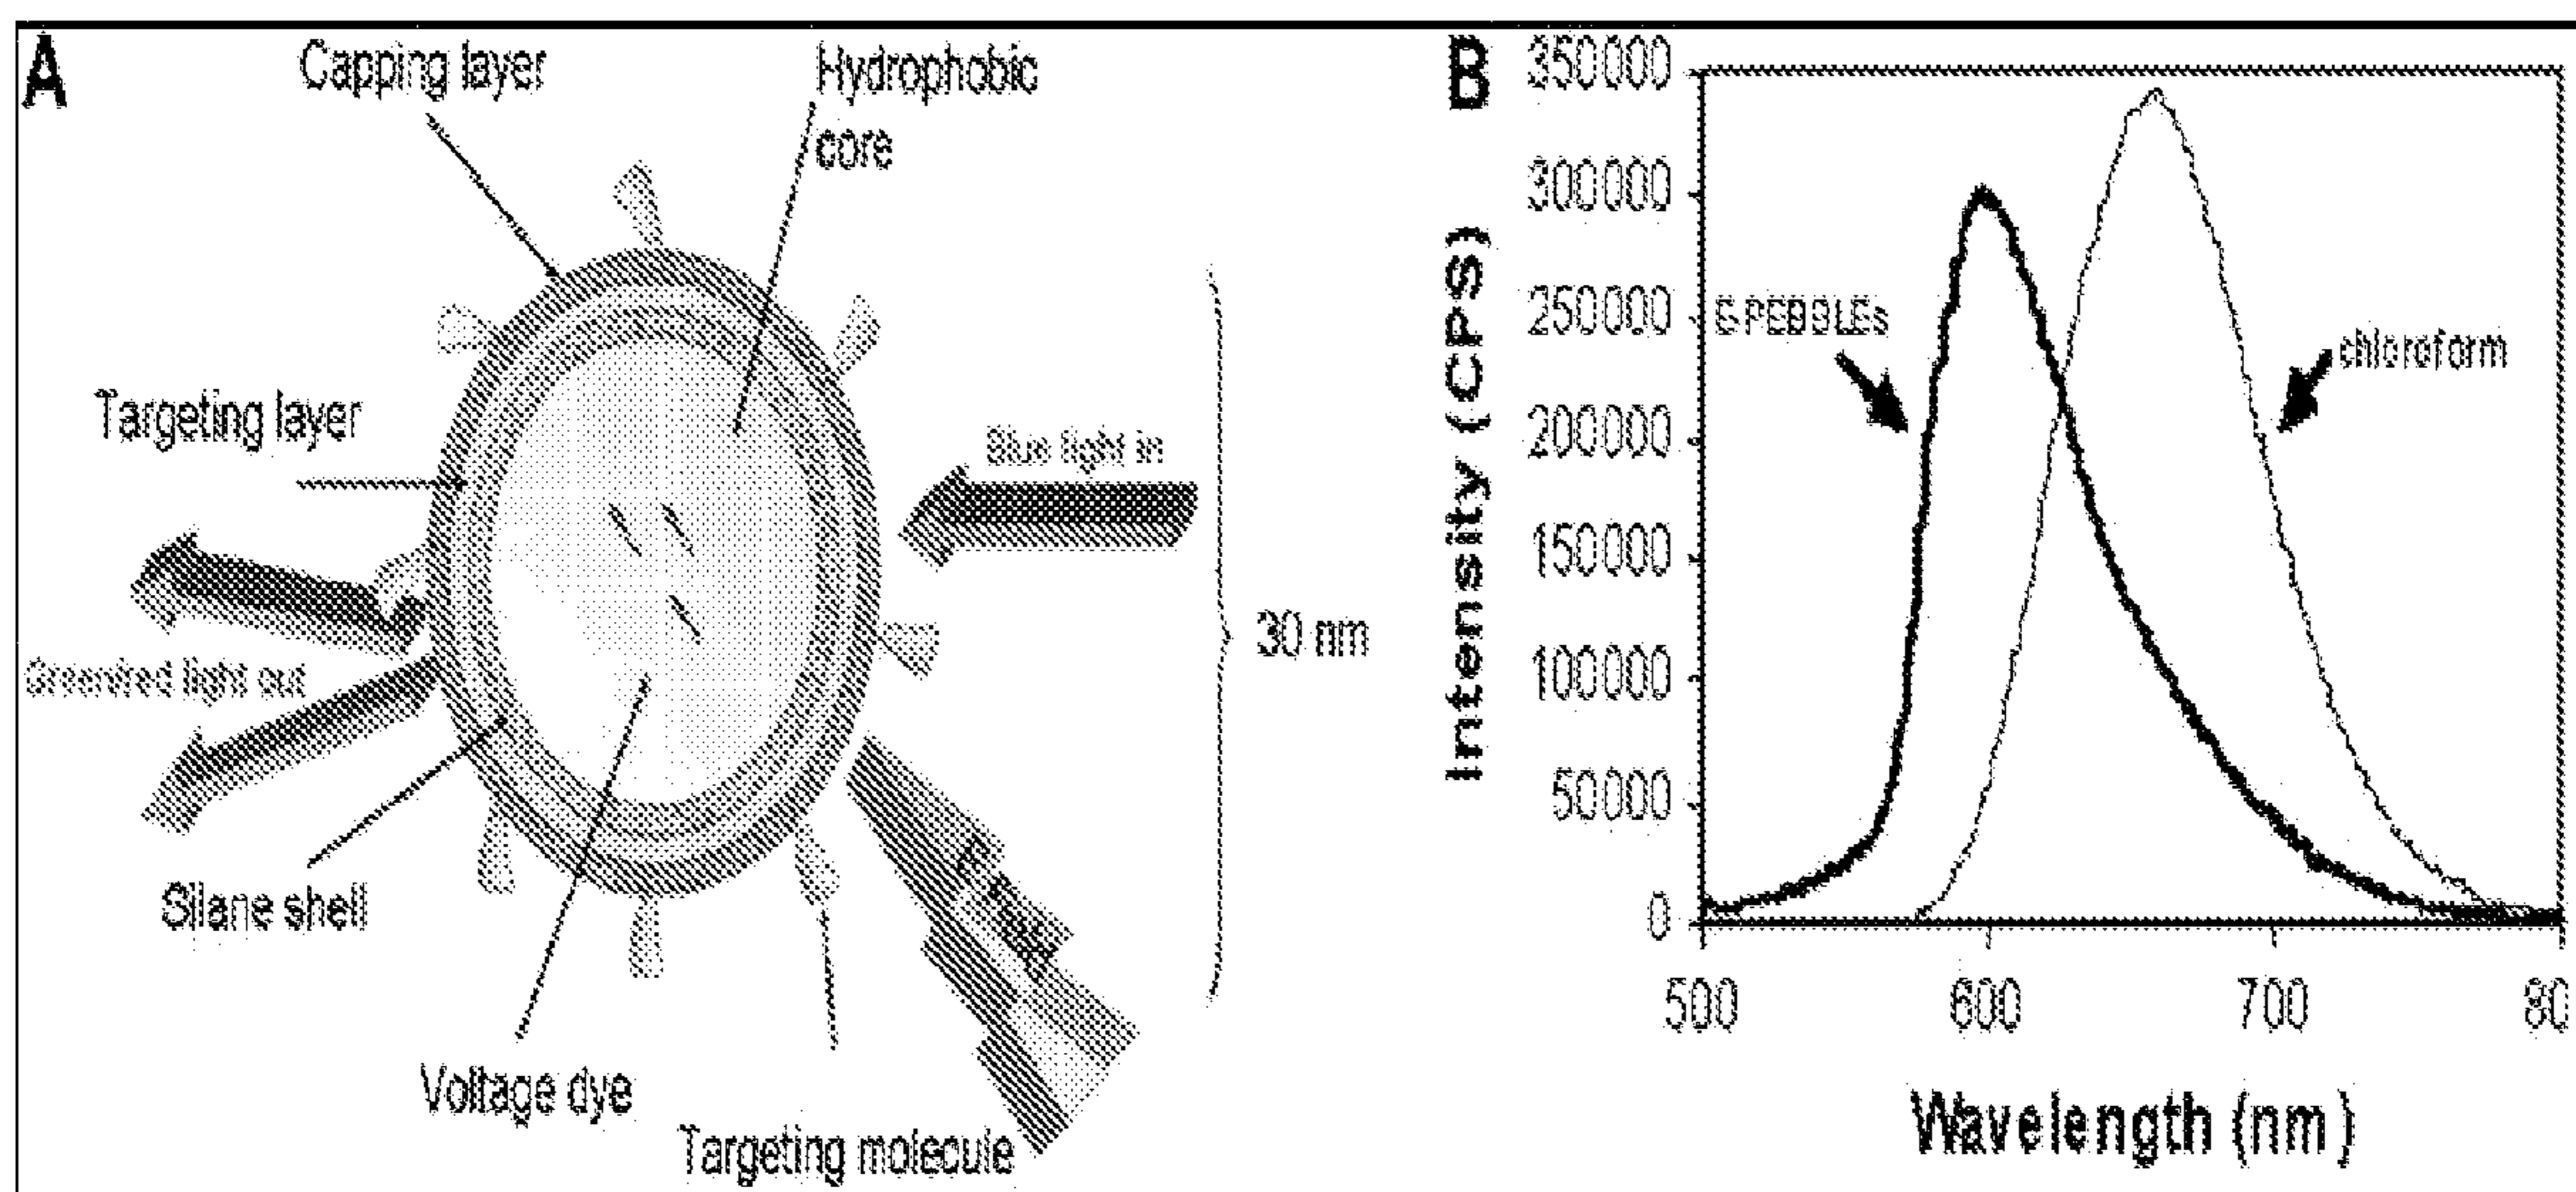 A
Capping layer
Hydrophobic
core
Targeting layer
Blue light in
30 nm
Green/red light out
Silane shell
E Field
Voltage dye
Targeting molecule
B
350000
300000
250000
200000
150000
100000
50000
0
Intensity (CPS)
E PEBBLEs
chloroform
500
600
700
80
Wavelength (nm)